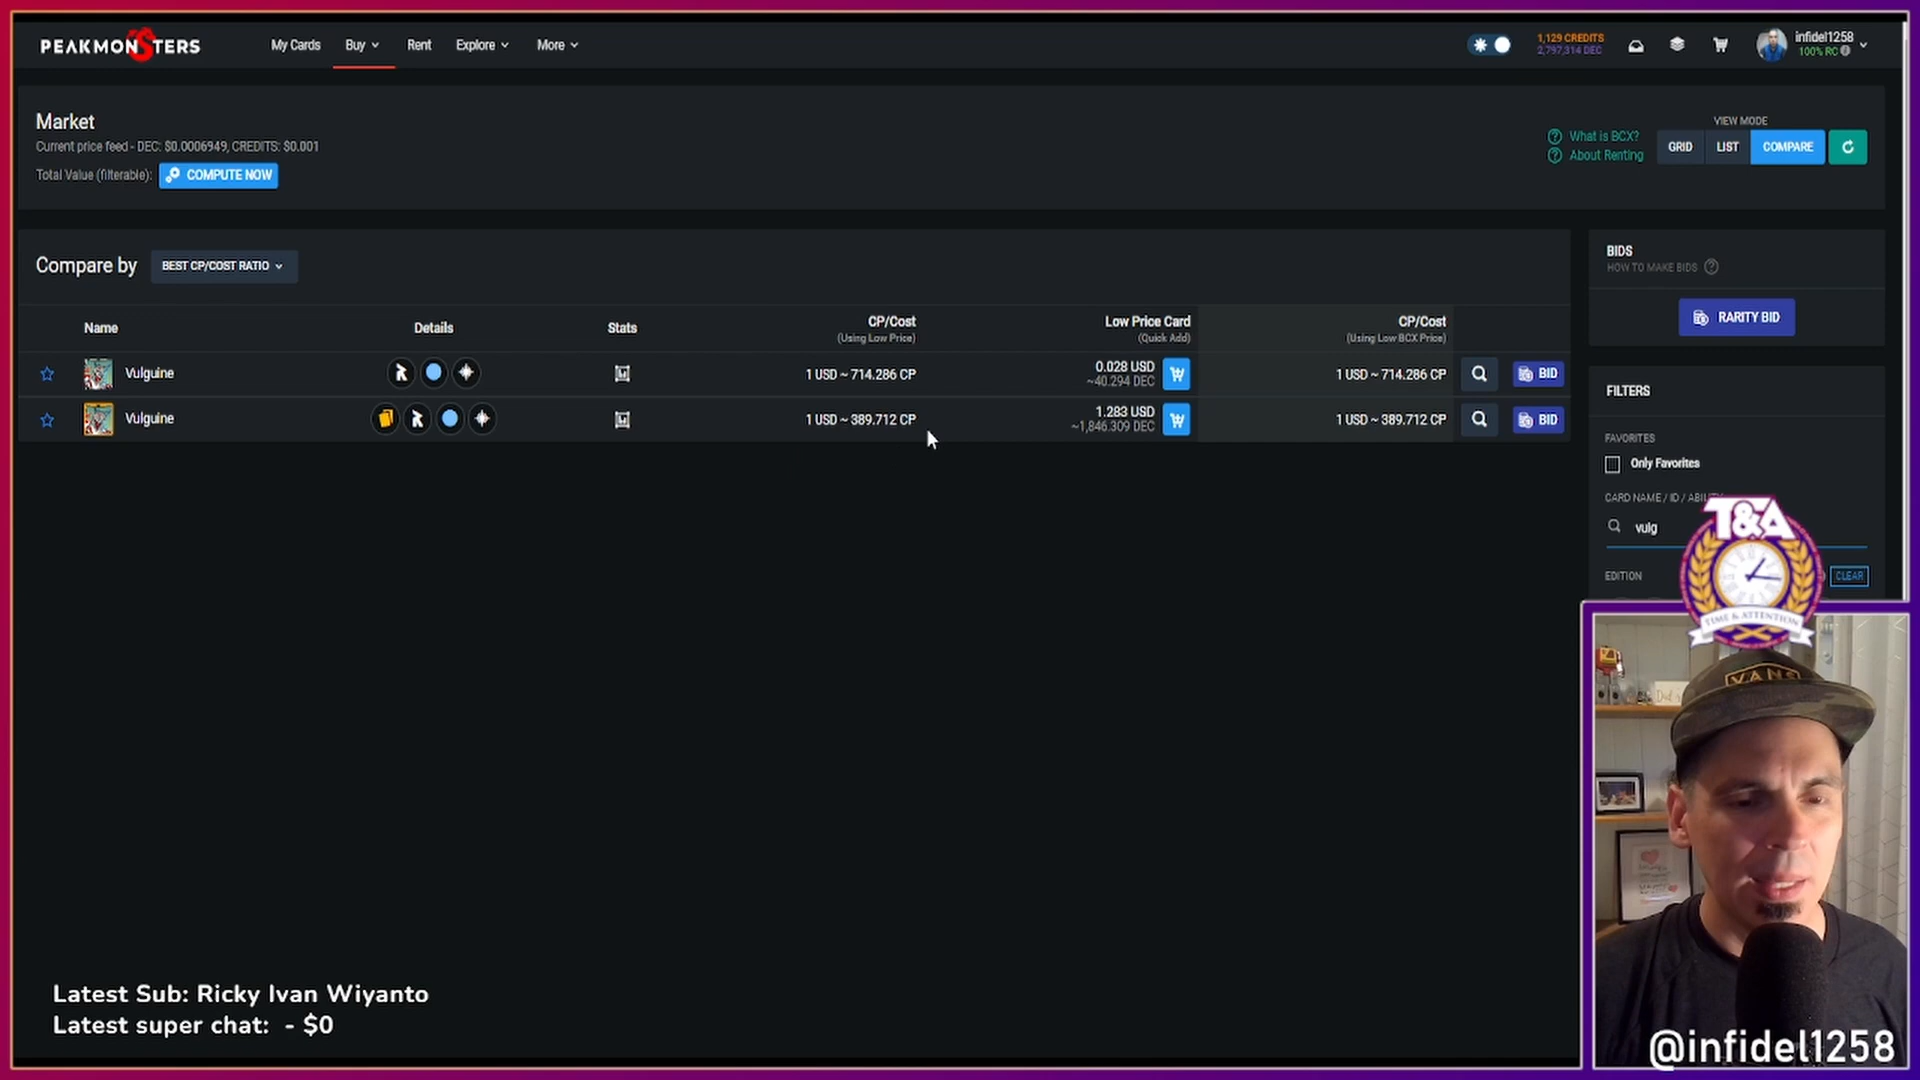 PEAKMONSTERS
My Cards
Buy
Rent
Explore
More
1,129 CREDITS
2,797,314 DEC
infidel1258
100% RC
Market
Current price feed - DEC: $0.0006949, CREDITS: $0.001
Total Value (filterable):
COMPUTE NOW
What is BCX?
About Renting
VIEW MODE
GRID
LIST
COMPARE
Compare by
BEST CP/COST RATIO
Name
Details
Stats
CP/Cost
(Using Low Price)
Low Price Card
(Quick Add)
CP/Cost
(Using Low BCX Price)
Vulguine
1 USD ~ 714.286 CP
0.028 USD
~40.294 DEC
1 USD ~ 714.286 CP
BID
Vulguine
1 USD ~ 389.712 CP
1.283 USD
~1,846.309 DEC
1 USD ~ 389.712 CP
BID
BIDS
HOW TO MAKE BIDS
RARITY BID
FILTERS
FAVORITES
Only Favorites
CARD NAME / ID / ABILITY
vulg
EDITION
CLEAR
T&A
TIME & ATTENTION
VANS
Latest Sub: Ricky Ivan Wiyanto
Latest super chat: - $0
@infidel1258